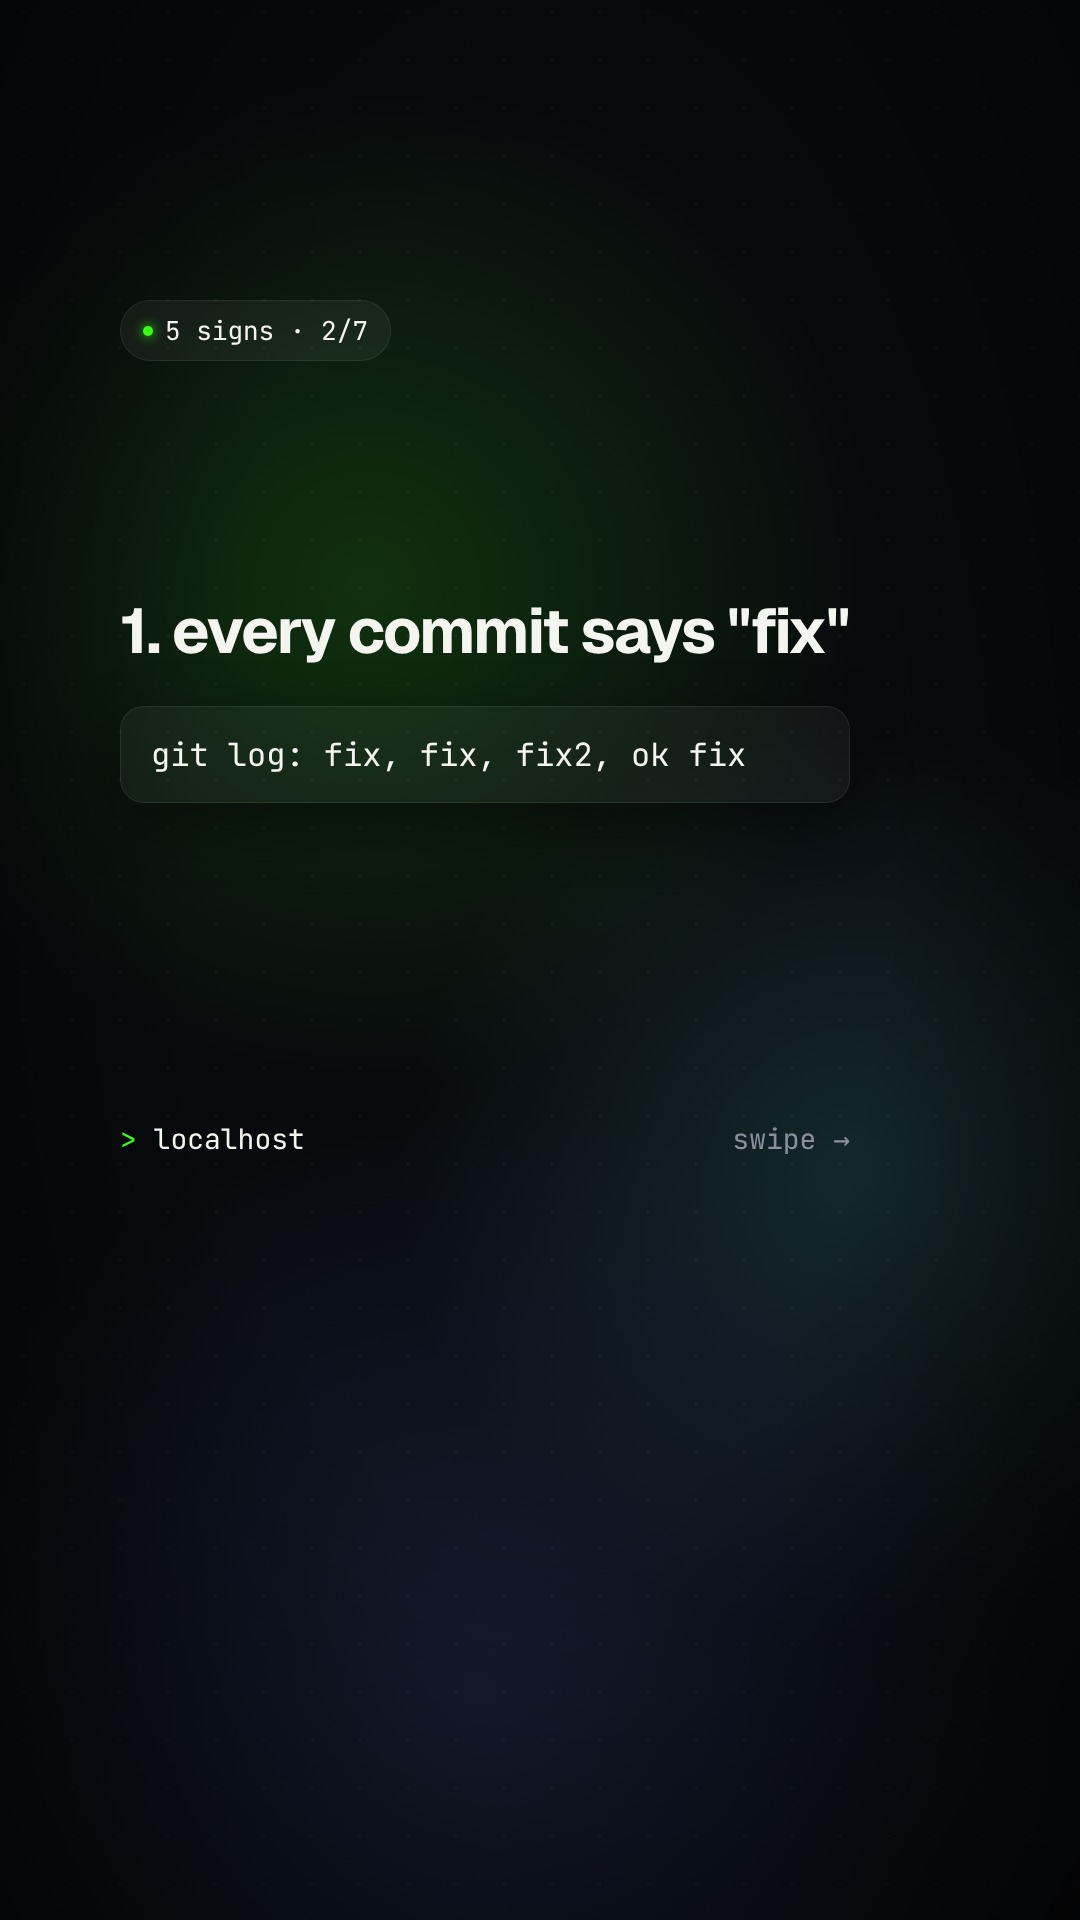 5 signs · 2/7
1. every commit says "fix"
git log: fix, fix, fix2, ok fix
> localhost
swipe →